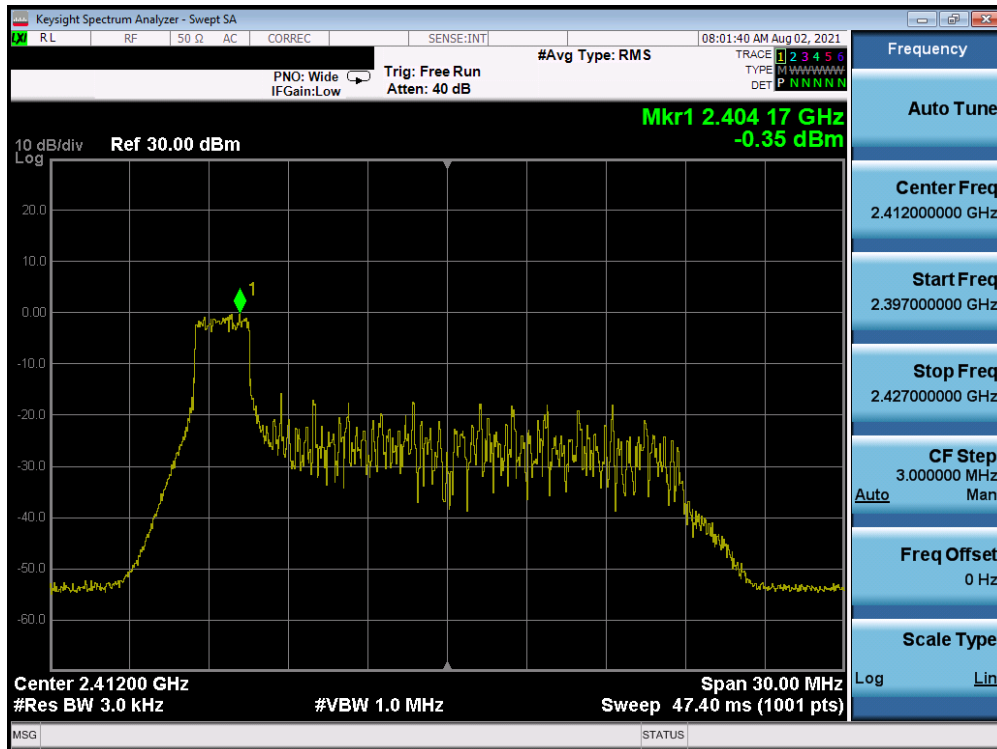 Keysight Spectrum Analyzer - Swept SA
LXI RL RF 50 Ω AC CORREC SENSE:INT 08:01:40 AM Aug 02, 2021
PNO: Wide
IFGain:Low
Trig: Free Run
Atten: 40 dB
#Avg Type: RMS
TRACE 1 2 3 4 5 6
TYPE M W W W W W
DET P N N N N N
Mkr1 2.404 17 GHz
-0.35 dBm
10 dB/div Ref 30.00 dBm
Log
1
20.0
10.0
0.00
-10.0
-20.0
-30.0
-40.0
-50.0
-60.0
Center 2.41200 GHz Span 30.00 MHz
#Res BW 3.0 kHz #VBW 1.0 MHz Sweep 47.40 ms (1001 pts)
MSG STATUS
Frequency
Auto Tune
Center Freq
2.412000000 GHz
Start Freq
2.397000000 GHz
Stop Freq
2.427000000 GHz
CF Step
3.000000 MHz
Auto Man
Freq Offset
0 Hz
Scale Type
Log Lin